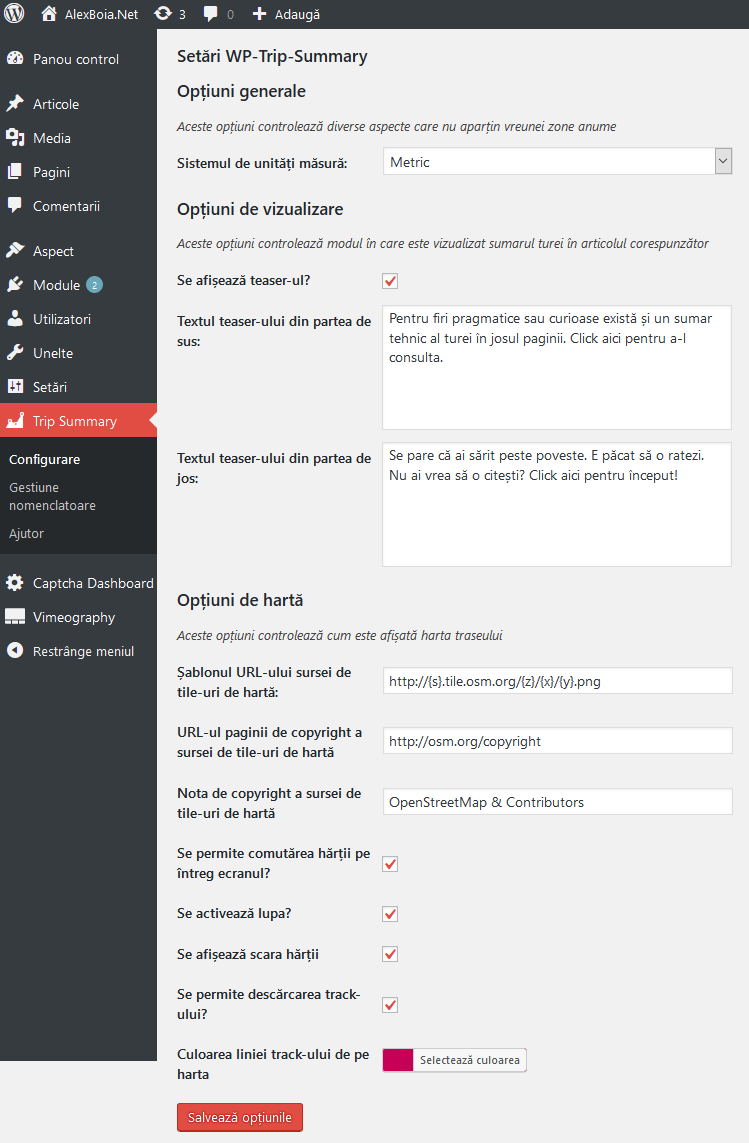 AlexBoia.Net 3 0 Adaugă
Panou control
Articole
Media
Pagini
Comentarii
Aspect
Module 2
Utilizatori
Unelte
Setări
Trip Summary
Configurare
Gestiune
nomenclatoare
Ajutor
Captcha Dashboard
Vimeography
Restrânge meniul
Setări WP-Trip-Summary
Opțiuni generale
Aceste opțiuni controlează diverse aspecte care nu aparțin vreunei zone anume
Sistemul de unități măsură:
Metric
Opțiuni de vizualizare
Aceste opțiuni controlează modul în care este vizualizat sumarul turei în articolul corespunzător
Se afișează teaser-ul?
Textul teaser-ului din partea de
sus:
Pentru firi pragmatice sau curioase există și un sumar
tehnic al turei în josul paginii. Click aici pentru a-l
consulta.
Textul teaser-ului din partea de
jos:
Se pare că ai sărit peste poveste. E păcat să o ratezi.
Nu ai vrea să o citești? Click aici pentru început!
Opțiuni de hartă
Aceste opțiuni controlează cum este afișată harta traseului
Șablonul URL-ului sursei de
tile-uri de hartă:
http://{s}.tile.osm.org/{z}/{x}/{y}.png
URL-ul paginii de copyright a
sursei de tile-uri de hartă
http://osm.org/copyright
Nota de copyright a sursei de
tile-uri de hartă
OpenStreetMap & Contributors
Se permite comutărea hărții pe
întreg ecranul?
Se activează lupa?
Se afișează scara hărții
Se permite descărcarea track-
ului?
Culoarea liniei track-ului de pe
harta
Selectează culoarea
Salvează opțiunile